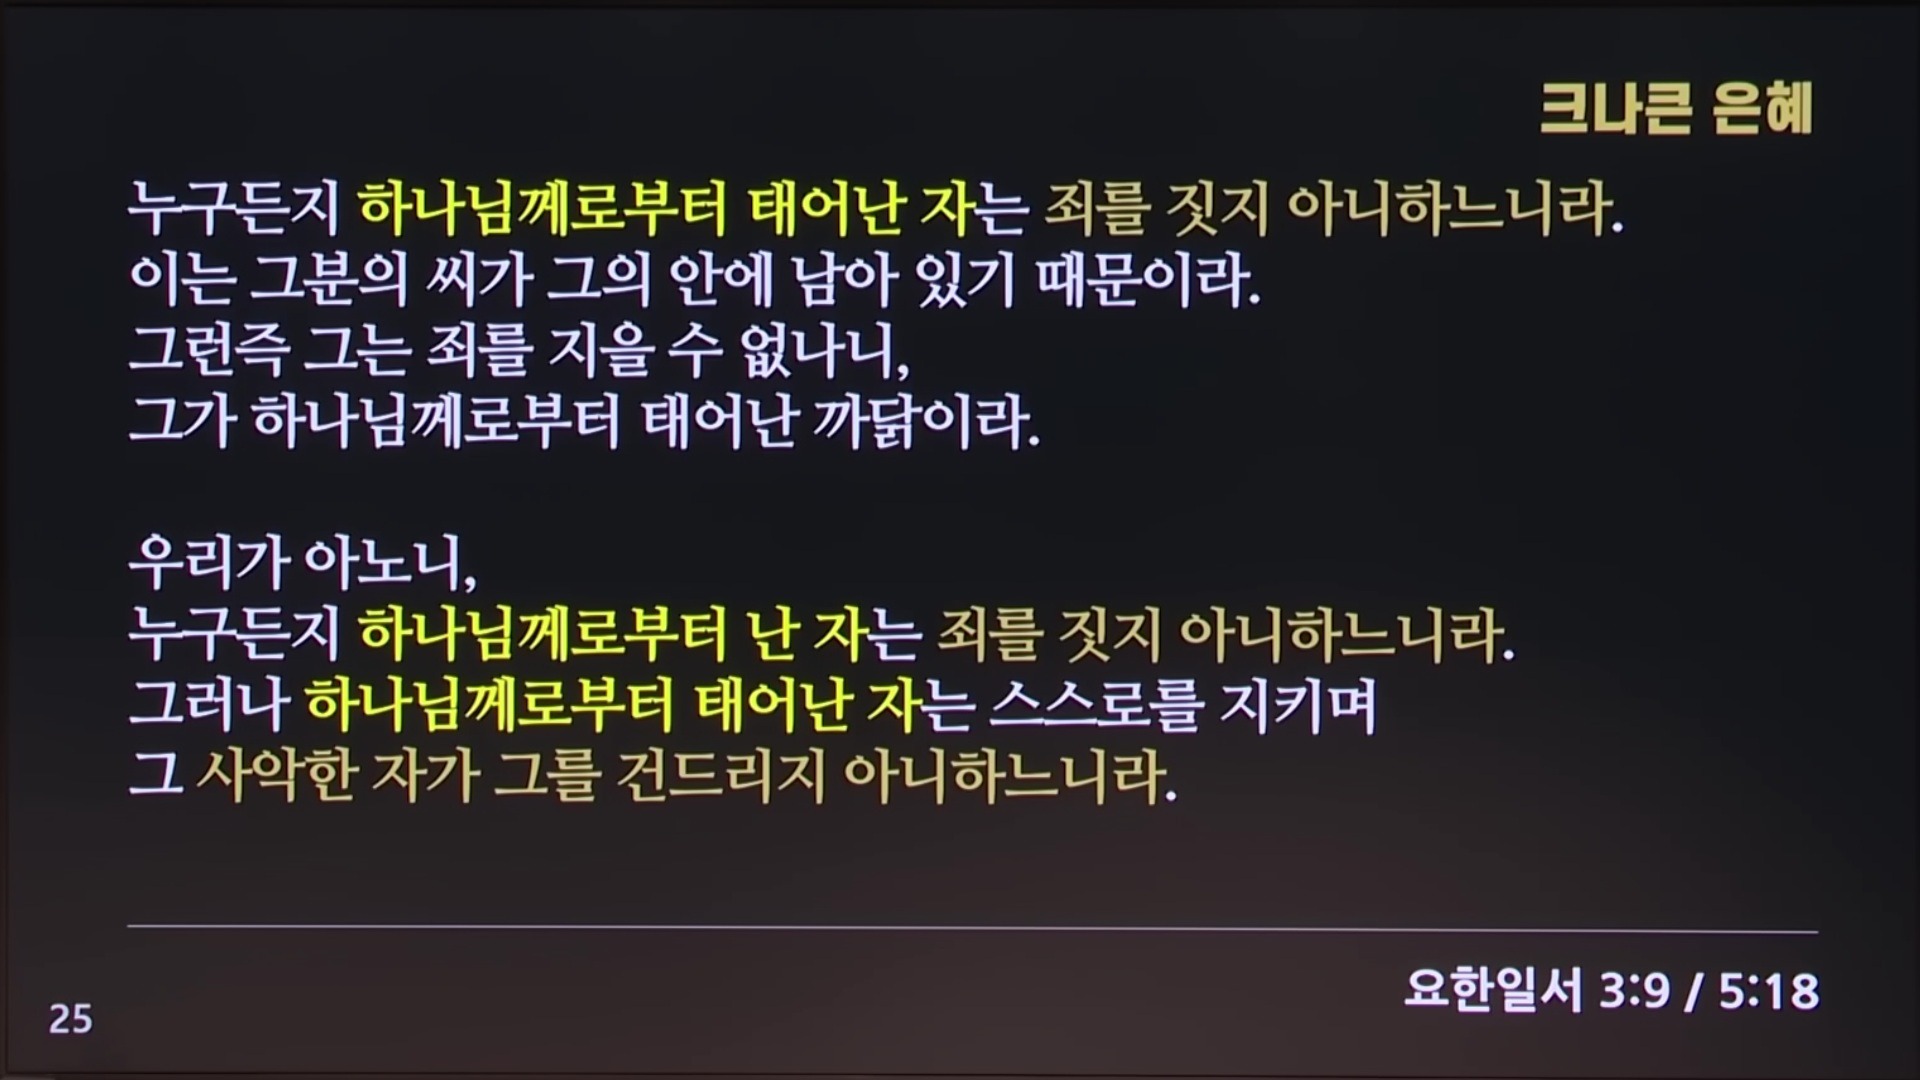 크나큰 은혜
누구든지 하나님께로부터 태어난 자는 죄를 짓지 아니하느니라.
이는 그분의 씨가 그의 안에 남아 있기 때문이라.
그런즉 그는 죄를 지을 수 없나니,
그가 하나님께로부터 태어난 까닭이라.
우리가 아노니,
누구든지 하나님께로부터 난 자는 죄를 짓지 아니하느니라.
그러나 하나님께로부터 태어난 자는 스스로를 지키며
그 사악한 자가 그를 건드리지 아니하느니라.
요한일서 3:9 / 5:18
25